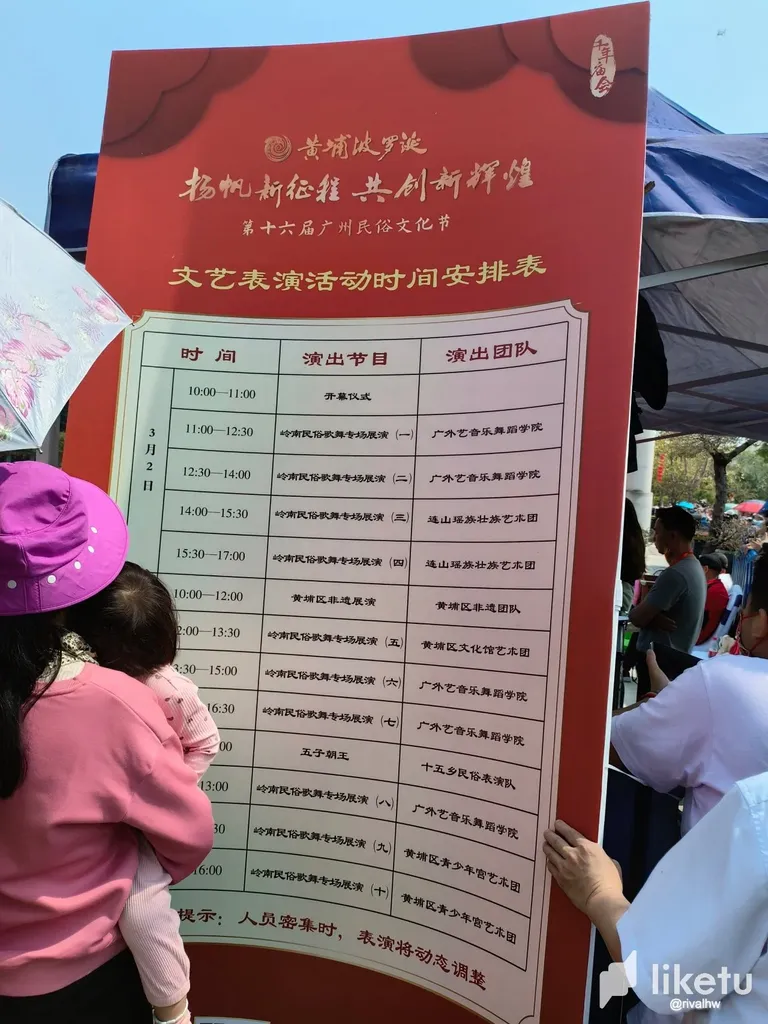 千年庙会
黄埔波罗诞
扬帆新征程 共创新辉煌
第十六届广州民俗文化节
文艺表演活动时间安排表
时间 演出节目 演出团队
3月2日
10:00—11:00 开幕仪式
11:00—12:30 岭南民俗歌舞专场展演（一） 广外艺音乐舞蹈学院
12:30—14:00 岭南民俗歌舞专场展演（二） 广外艺音乐舞蹈学院
14:00—15:30 岭南民俗歌舞专场展演（三） 连山瑶族壮族艺术团
15:30—17:00 岭南民俗歌舞专场展演（四） 连山瑶族壮族艺术团
10:00—12:00 黄埔区非遗展演 黄埔区非遗团队
2:00—13:30 岭南民俗歌舞专场展演（五） 黄埔区文化馆艺术团
3:30—15:00 岭南民俗歌舞专场展演（六） 广外艺音乐舞蹈学院
16:30 岭南民俗歌舞专场展演（七） 广外艺音乐舞蹈学院
00 五子朝王 十五乡民俗表演队
13:00 岭南民俗歌舞专场展演（八） 广外艺音乐舞蹈学院
30 岭南民俗歌舞专场展演（九） 黄埔区青少年宫艺术团
16:00 岭南民俗歌舞专场展演（十） 黄埔区青少年宫艺术团
提示：人员密集时，表演将动态调整
liketu
@rivalhw